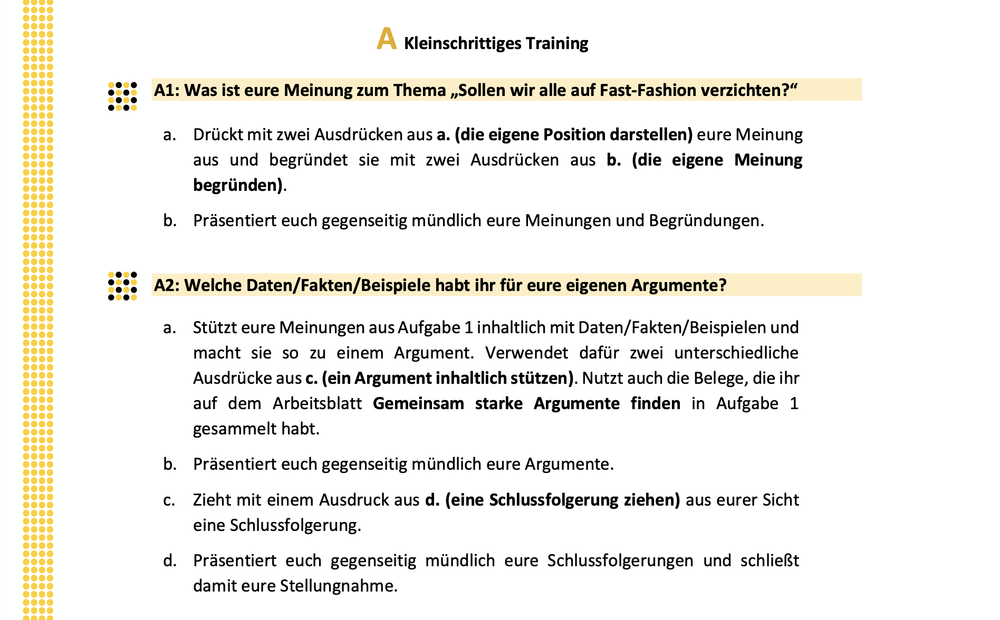 A Kleinschrittiges Training
A1: Was ist eure Meinung zum Thema „Sollen wir alle auf Fast-Fashion verzichten?“
a. Drückt mit zwei Ausdrücken aus a. (die eigene Position darstellen) eure Meinung
aus und begründet sie mit zwei Ausdrücken aus b. (die eigene Meinung
begründen).
b. Präsentiert euch gegenseitig mündlich eure Meinungen und Begründungen.
A2: Welche Daten/Fakten/Beispiele habt ihr für eure eigenen Argumente?
a. Stützt eure Meinungen aus Aufgabe 1 inhaltlich mit Daten/Fakten/Beispielen und
macht sie so zu einem Argument. Verwendet dafür zwei unterschiedliche
Ausdrücke aus c. (ein Argument inhaltlich stützen). Nutzt auch die Belege, die ihr
auf dem Arbeitsblatt Gemeinsam starke Argumente finden in Aufgabe 1
gesammelt habt.
b. Präsentiert euch gegenseitig mündlich eure Argumente.
c. Zieht mit einem Ausdruck aus d. (eine Schlussfolgerung ziehen) aus eurer Sicht
eine Schlussfolgerung.
d. Präsentiert euch gegenseitig mündlich eure Schlussfolgerungen und schließt
damit eure Stellungnahme.